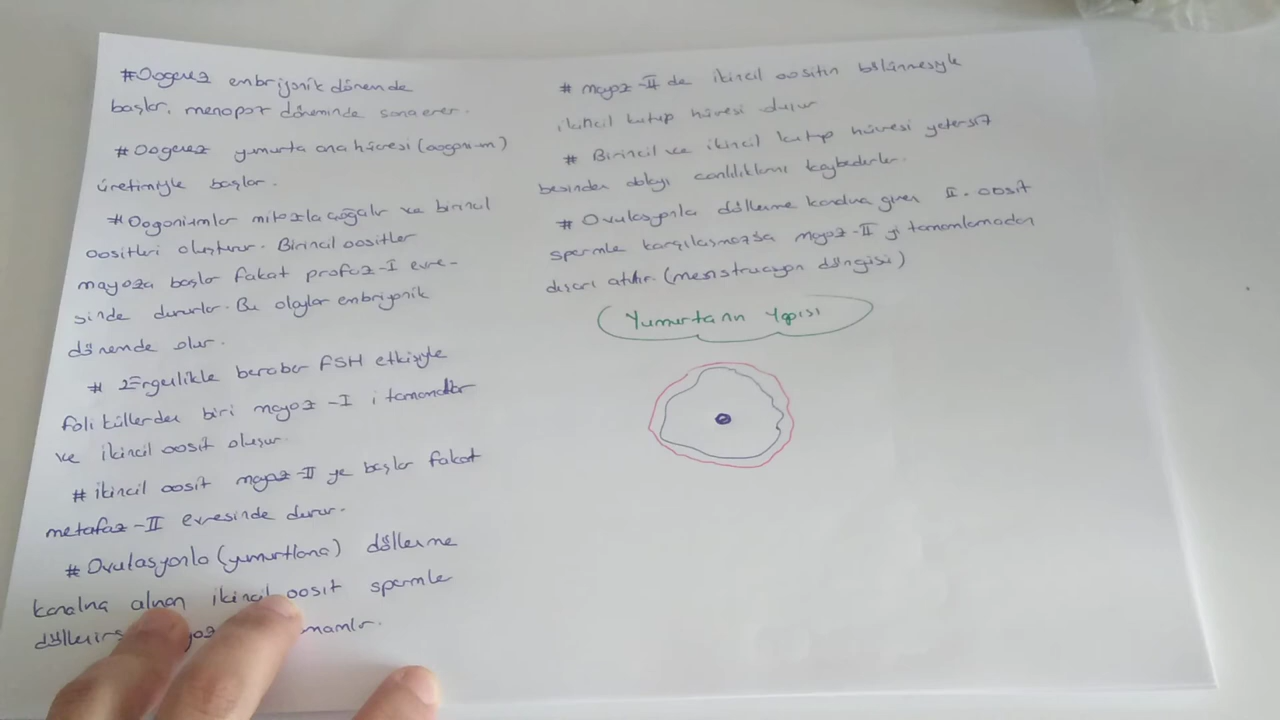 #Oogenez embriyonik dönemde
başlar, menopoz döneminde sona erer.
#Oogenez yumurta ana hücresi (oogonium)
üretimiyle başlar.
#Oogoniumlar mitozla çoğalır ve birincil
oositleri oluşturur. Birincil oositler
mayoza başlar fakat profaz-I evre-
sinde dururlar. Bu olaylar embriyonik
dönemde olur.
# Ergenlikle beraber FSH etkisiyle
foliküllerden biri mayoz-I i tamamlar
ve ikincil oosit oluşur.
# ikincil oosit mayoz-II ye başlar fakat
metafaz-II evresinde durur.
# Ovulasyonla (yumurtlama) dölleme
kanalına alınan ikincil oosit spermle
# mayoz-II de ikincil oositin bölünmesiyle
ikincil kutup hücresi oluşur
# Birincil ve ikincil kutup hücresi yetersiz
besinden dolayı canlılıklarını kaybederler.
# Ovulasyonla döllenme kanalına giren II. oosit
spermle karşılaşmazsa mayoz-II yi tamamlamadan
dışarı atılır. (menstruasyon döngüsü)
Yumurtanın Yapısı